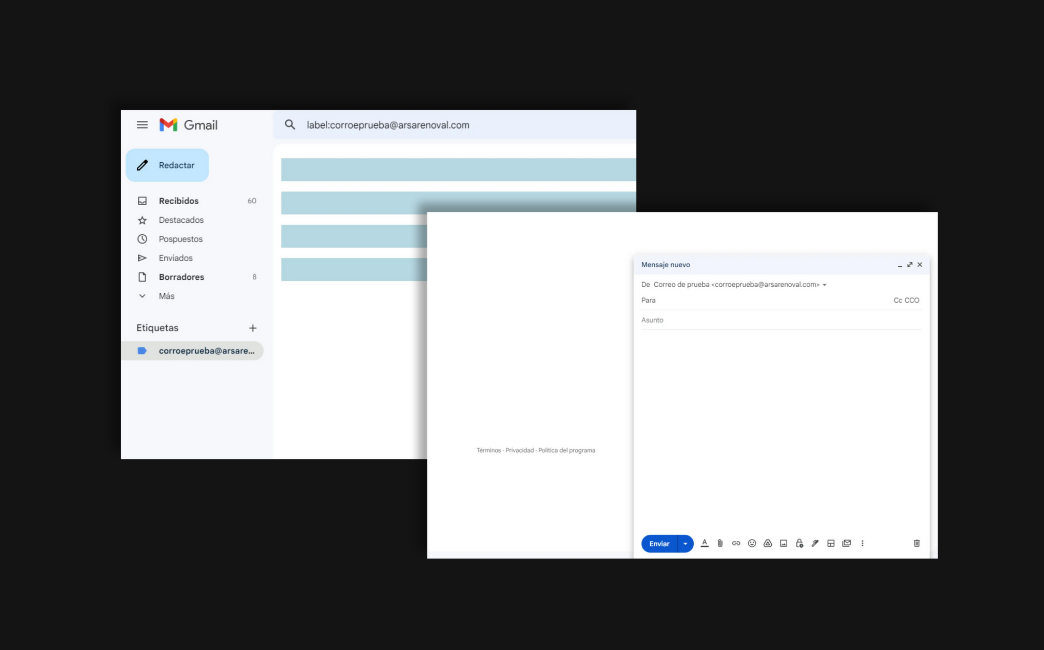 Gmail
label:corroeprueba@arsarenoval.com
Redactar
Recibidos 60
Destacados
Pospuestos
Enviados
Borradores 8
Más
Etiquetas +
corroeprueba@arsare...
Mensaje nuevo
De Correo de prueba <corroeprueba@arsarenoval.com>
Para Cc CCO
Asunto
Términos · Privacidad · Política del programa
Enviar